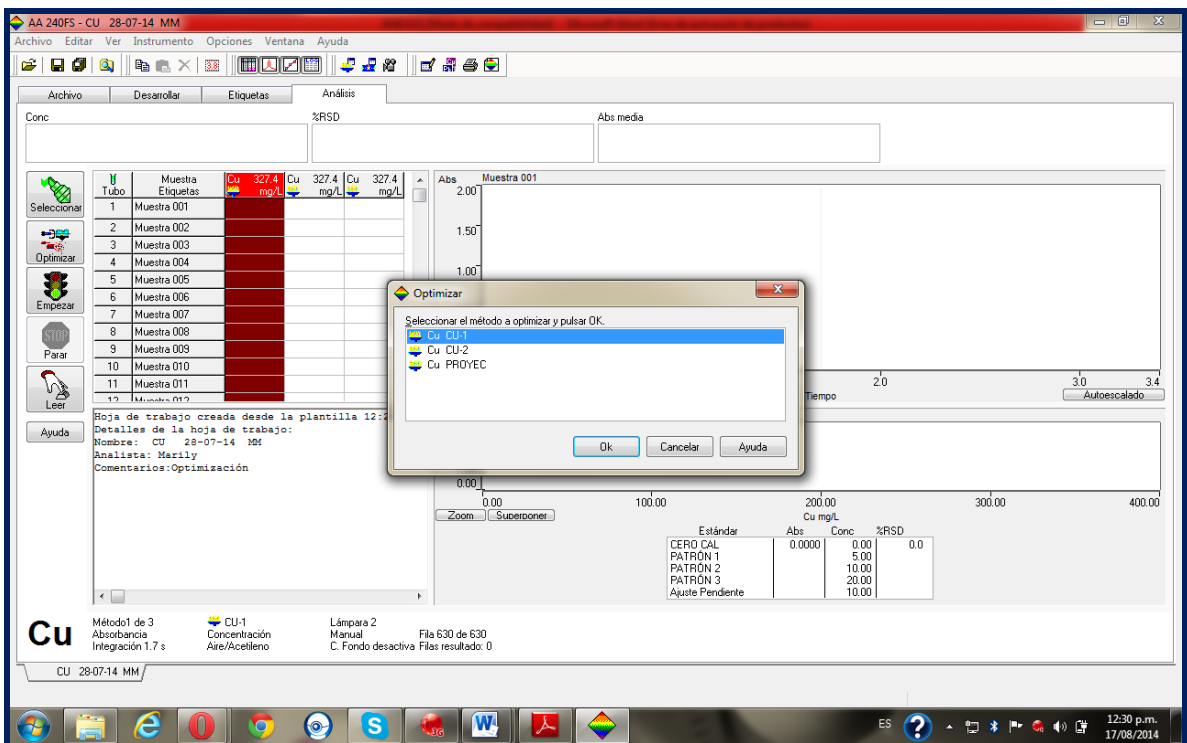 AA 240FS - CU 28-07-14 MM
Archivo Editar Ver Instrumento Opciones Ventana Ayuda
Archivo Desarrollar Etiquetas Análisis
Conc %RSD Abs media
Seleccionar
Optimizar
Empezar
STOP
Parar
Leer
Ayuda
Tubo Muestra Etiquetas Cu 327.4 mg/L Cu 327.4 mg/L Cu 327.4 mg/L
1 Muestra 001
2 Muestra 002
3 Muestra 003
4 Muestra 004
5 Muestra 005
6 Muestra 006
7 Muestra 007
8 Muestra 008
9 Muestra 009
10 Muestra 010
11 Muestra 011
12 Muestra 012
Abs Muestra 001
2.00
1.50
1.00
2.0 3.0 3.4
Tiempo
Autoescalado
Optimizar
Seleccionar el método a optimizar y pulsar OK.
Cu CU-1
Cu CU-2
Cu PROYEC
Ok Cancelar Ayuda
Hoja de trabajo creada desde la plantilla 12:2
Detalles de la hoja de trabajo:
Nombre: CU 28-07-14 MM
Analista: Marily
Comentarios:Optimización
0.00
0.00 100.00 200.00 300.00 400.00
Cu mg/L
Zoom Superponer
Estándar Abs Conc %RSD
CERO CAL 0.0000 0.00 0.0
PATRÓN 1 5.00
PATRÓN 2 10.00
PATRÓN 3 20.00
Ajuste Pendiente 10.00
Cu
Método1 de 3 CU-1 Lámpara 2
Absorbancia Concentración Manual Fila 630 de 630
Integración 1.7 s Aire/Acetileno C. Fondo desactiva Filas resultado: 0
CU 28-07-14 MM
ES 12:30 p.m.
17/08/2014